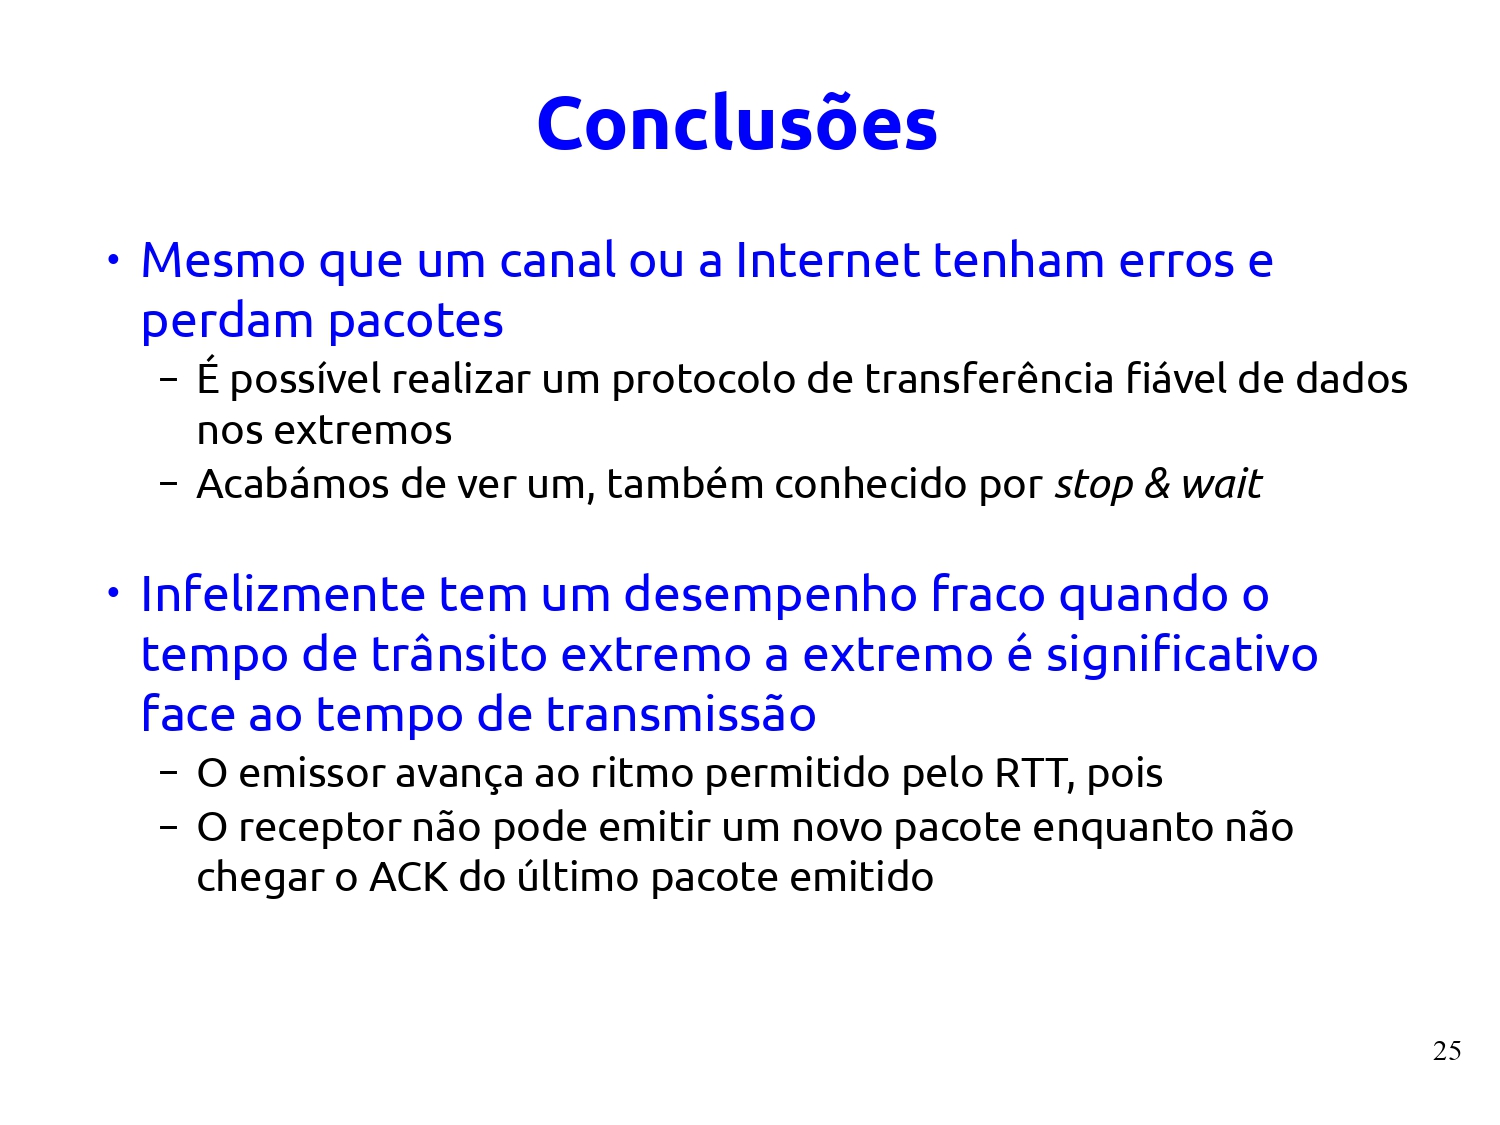 Conclusões
• Mesmo que um canal ou a Internet tenham erros e
perdam pacotes
– É possível realizar um protocolo de transferência fiável de dados
nos extremos
– Acabámos de ver um, também conhecido por stop & wait
• Infelizmente tem um desempenho fraco quando o
tempo de trânsito extremo a extremo é significativo
face ao tempo de transmissão
– O emissor avança ao ritmo permitido pelo RTT, pois
– O receptor não pode emitir um novo pacote enquanto não
chegar o ACK do último pacote emitido
25